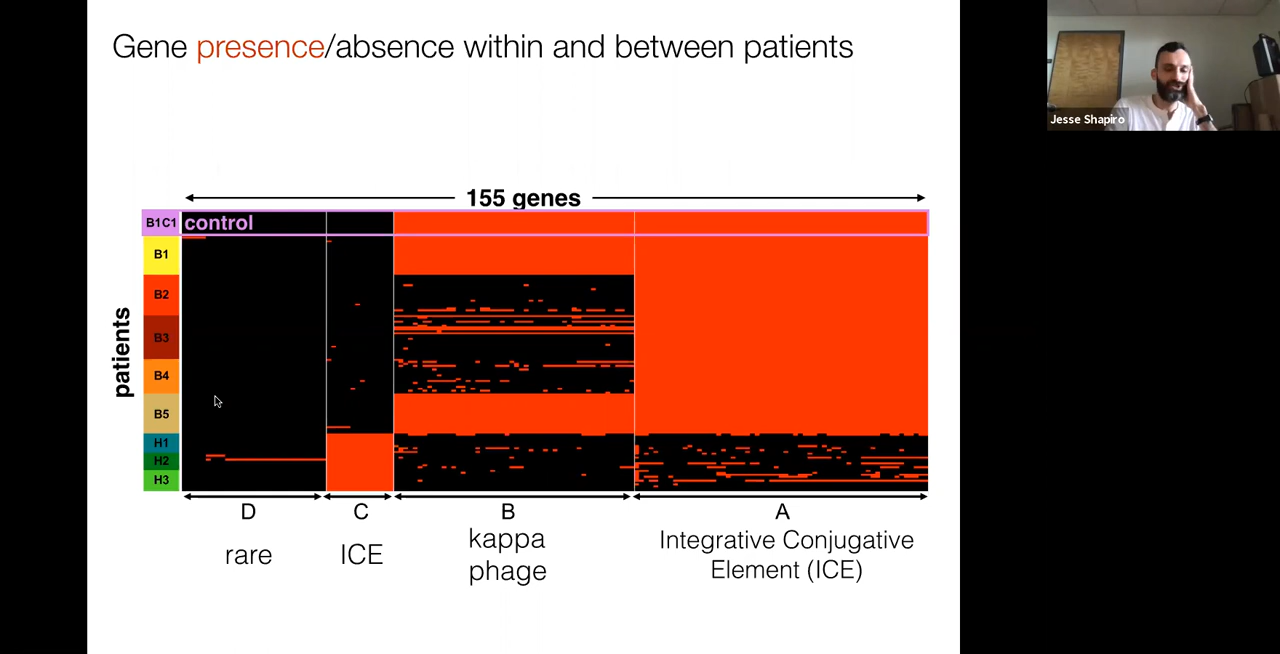 Gene presence/absence within and between patients
Jesse Shapiro
155 genes
B1C1 control
B1
B2
B3
B4
B5
H1
H2
H3
patients
D
C
B
A
rare
ICE
kappa
phage
Integrative Conjugative
Element (ICE)